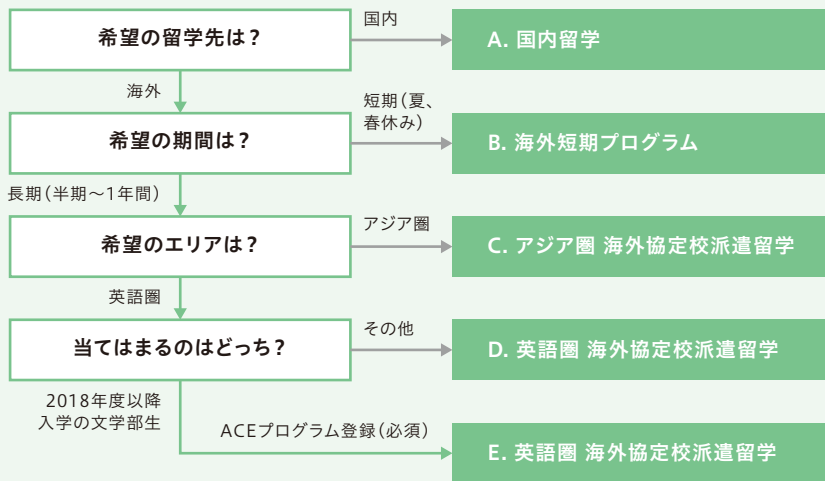 希望の留学先は？
国内
A. 国内留学
海外
希望の期間は？
短期（夏、
春休み）
B. 海外短期プログラム
長期（半期～1年間）
希望のエリアは？
アジア圏
C. アジア圏 海外協定校派遣留学
英語圏
当てはまるのはどっち？
その他
D. 英語圏 海外協定校派遣留学
2018年度以降
入学の文学部生
ACEプログラム登録（必須）
E. 英語圏 海外協定校派遣留学